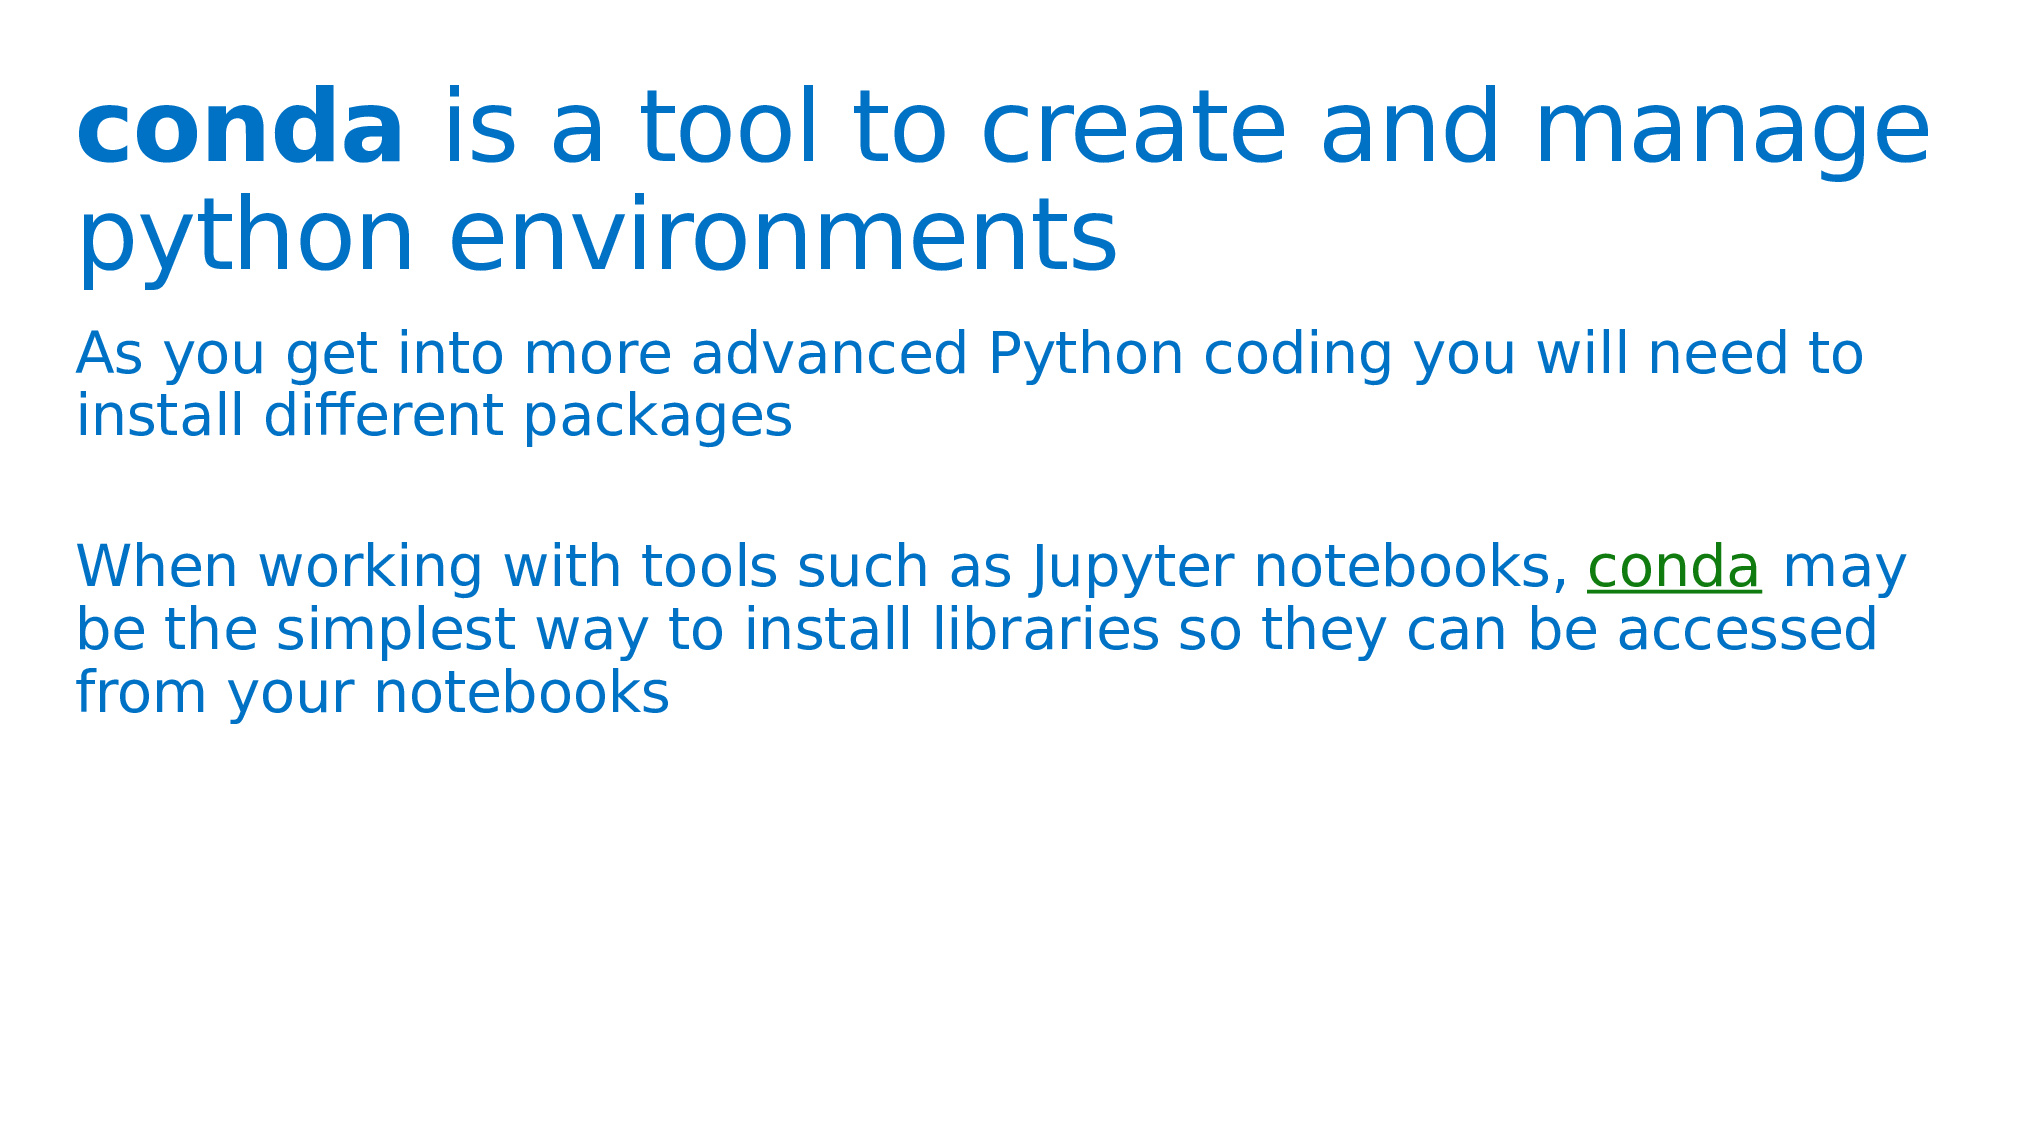 conda is a tool to create and manage
python environments
As you get into more advanced Python coding you will need to
install different packages
When working with tools such as Jupyter notebooks, conda may
be the simplest way to install libraries so they can be accessed
from your notebooks